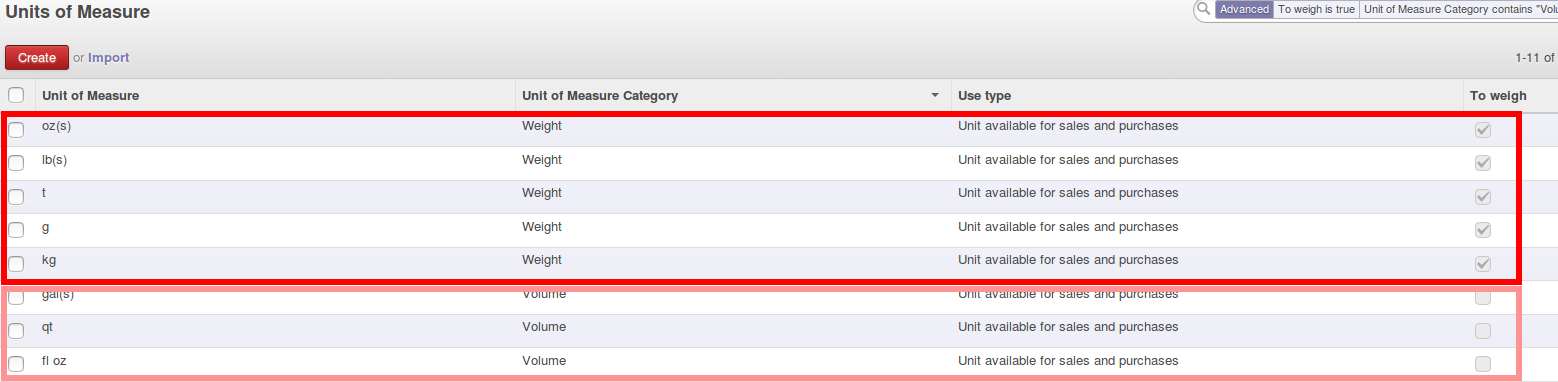 Units of Measure
Advanced To weigh is true Unit of Measure Category contains "Volu
Create or Import
1-11 of
Unit of Measure Unit of Measure Category Use type To weigh
oz(s) Weight Unit available for sales and purchases
lb(s) Weight Unit available for sales and purchases
t Weight Unit available for sales and purchases
g Weight Unit available for sales and purchases
kg Weight Unit available for sales and purchases
gal(s) Volume Unit available for sales and purchases
qt Volume Unit available for sales and purchases
fl oz Volume Unit available for sales and purchases